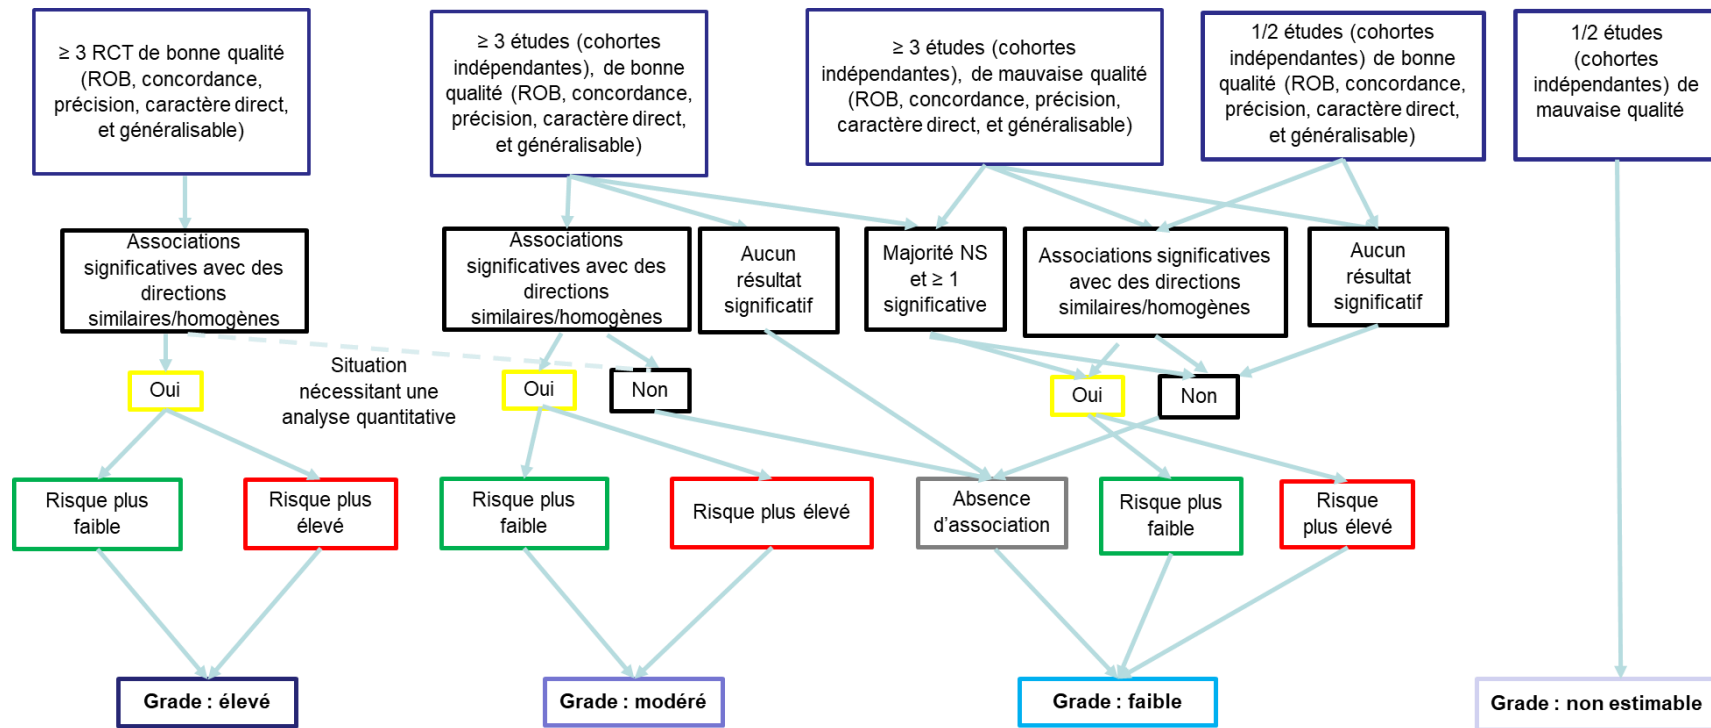 ≥ 3 RCT de bonne qualité
(ROB, concordance,
précision, caractère direct,
et généralisable)
≥ 3 études (cohortes
indépendantes), de bonne
qualité (ROB, concordance,
précision, caractère direct,
et généralisable)
≥ 3 études (cohortes
indépendantes), de mauvaise qualité
(ROB, concordance, précision,
caractère direct, et généralisable)
1/2 études (cohortes
indépendantes) de bonne
qualité (ROB, concordance,
précision, caractère direct,
et généralisable)
1/2 études
(cohortes
indépendantes) de
mauvaise qualité
Associations
significatives avec des
directions
similaires/homogènes
Associations
significatives avec des
directions
similaires/homogènes
Aucun
résultat
significatif
Majorité NS
et ≥ 1
significative
Associations significatives
avec des directions
similaires/homogènes
Aucun
résultat
significatif
Oui
Situation
nécessitant une
analyse quantitative
Oui
Non
Oui
Non
Risque plus
faible
Risque plus
élevé
Risque plus
faible
Risque plus élevé
Absence
d’association
Risque plus
faible
Risque
plus élevé
Grade : élevé
Grade : modéré
Grade : faible
Grade : non estimable